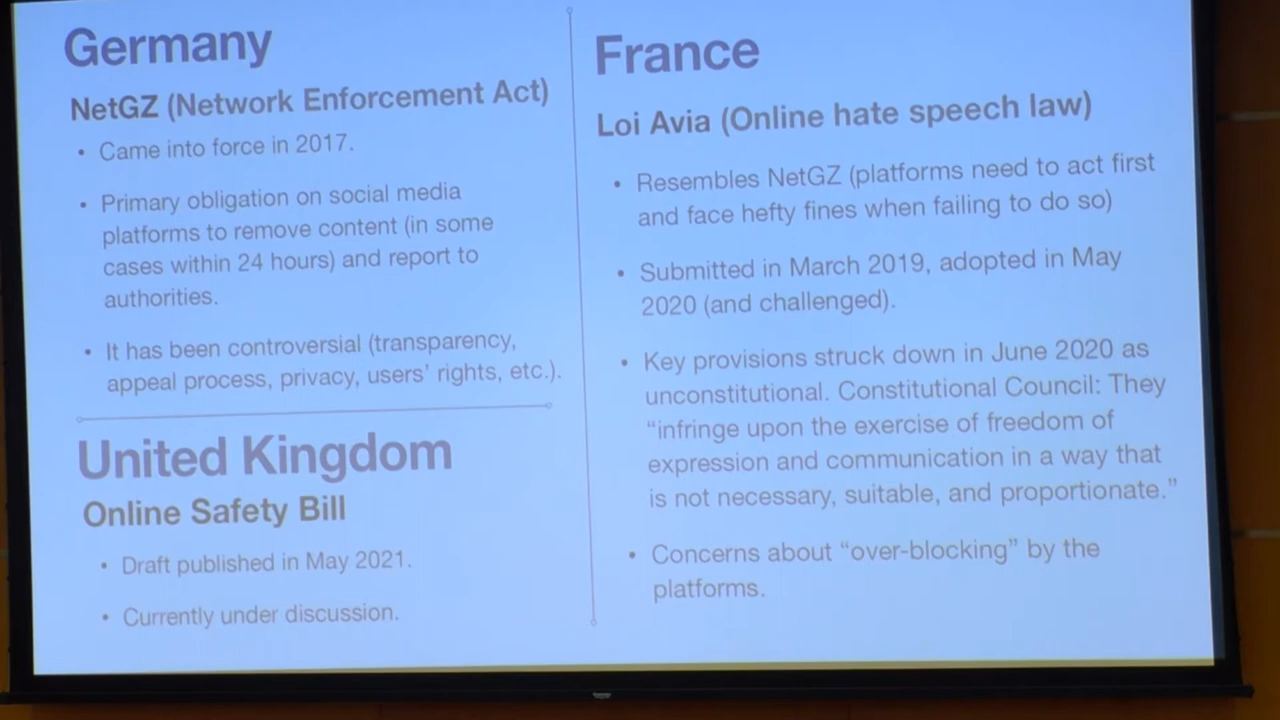 Germany
NetGZ (Network Enforcement Act)
• Came into force in 2017.
• Primary obligation on social media
platforms to remove content (in some
cases within 24 hours) and report to
authorities.
• It has been controversial (transparency,
appeal process, privacy, users’ rights, etc.).
United Kingdom
Online Safety Bill
• Draft published in May 2021.
• Currently under discussion.
France
Loi Avia (Online hate speech law)
• Resembles NetGZ (platforms need to act first
and face hefty fines when failing to do so)
• Submitted in March 2019, adopted in May
2020 (and challenged).
• Key provisions struck down in June 2020 as
unconstitutional. Constitutional Council: They
“infringe upon the exercise of freedom of
expression and communication in a way that
is not necessary, suitable, and proportionate.”
• Concerns about “over-blocking” by the
platforms.